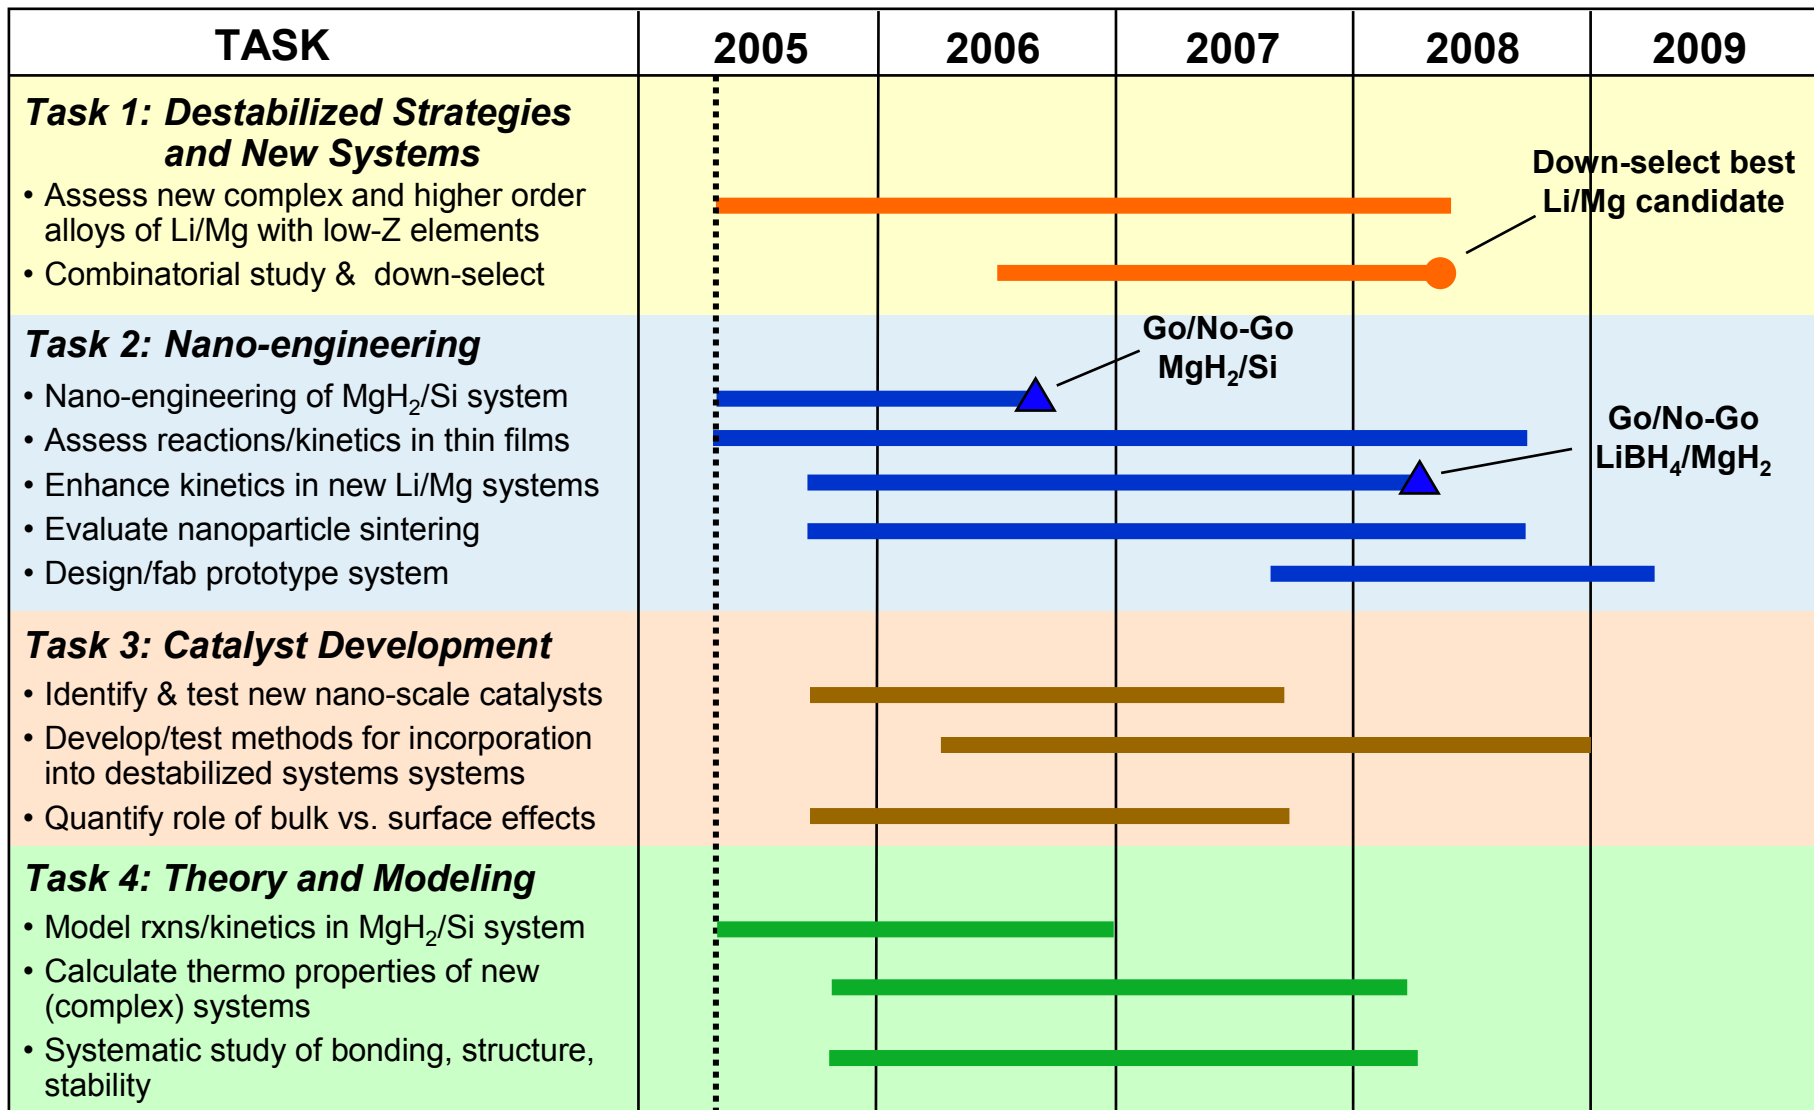 TASK 2005 2006 2007 2008 2009
Task 1: Destabilized Strategies
and New Systems
• Assess new complex and higher order
alloys of Li/Mg with low-Z elements
• Combinatorial study & down-select
Down-select best
Li/Mg candidate
Task 2: Nano-engineering
• Nano-engineering of MgH₂/Si system
• Assess reactions/kinetics in thin films
• Enhance kinetics in new Li/Mg systems
• Evaluate nanoparticle sintering
• Design/fab prototype system
Go/No-Go
MgH₂/Si
Go/No-Go
LiBH₄/MgH₂
Task 3: Catalyst Development
• Identify & test new nano-scale catalysts
• Develop/test methods for incorporation
into destabilized systems systems
• Quantify role of bulk vs. surface effects
Task 4: Theory and Modeling
• Model rxns/kinetics in MgH₂/Si system
• Calculate thermo properties of new
(complex) systems
• Systematic study of bonding, structure,
stability